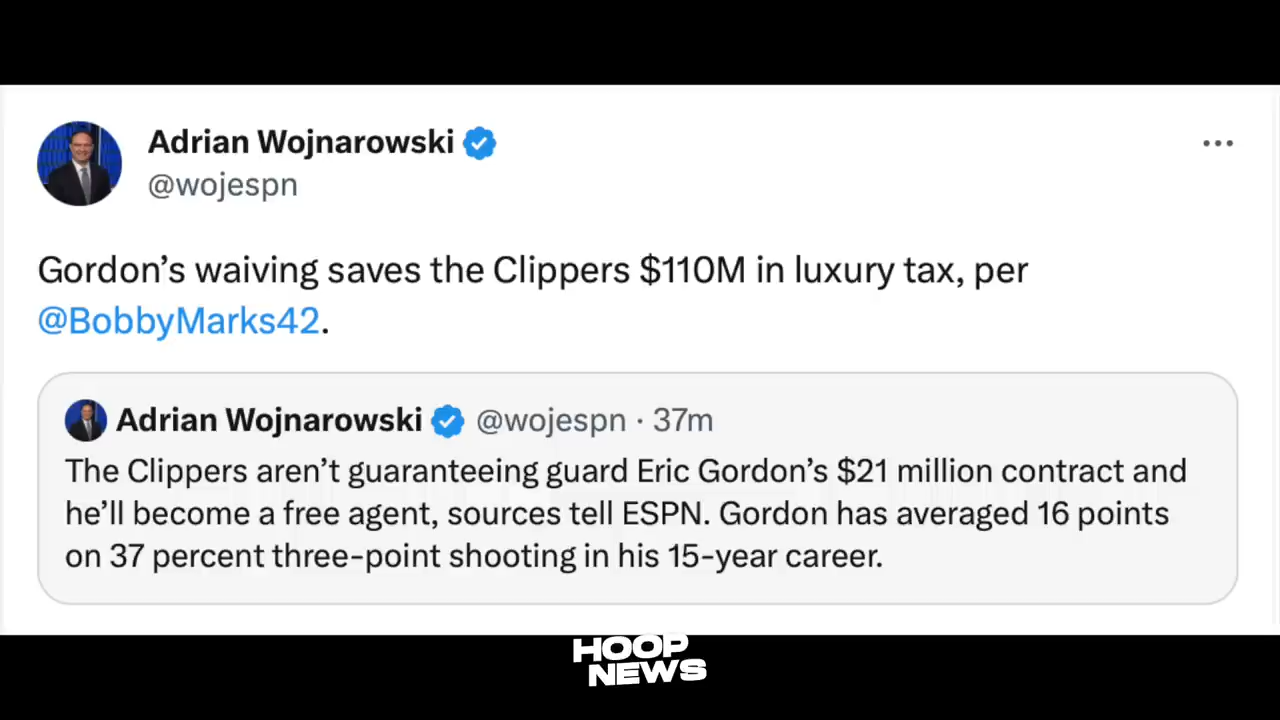 Adrian Wojnarowski
@wojespn
Gordon’s waiving saves the Clippers $110M in luxury tax, per
@BobbyMarks42.
Adrian Wojnarowski @wojespn · 37m
The Clippers aren’t guaranteeing guard Eric Gordon’s $21 million contract and
he’ll become a free agent, sources tell ESPN. Gordon has averaged 16 points
on 37 percent three-point shooting in his 15-year career.
HOOP
NEWS